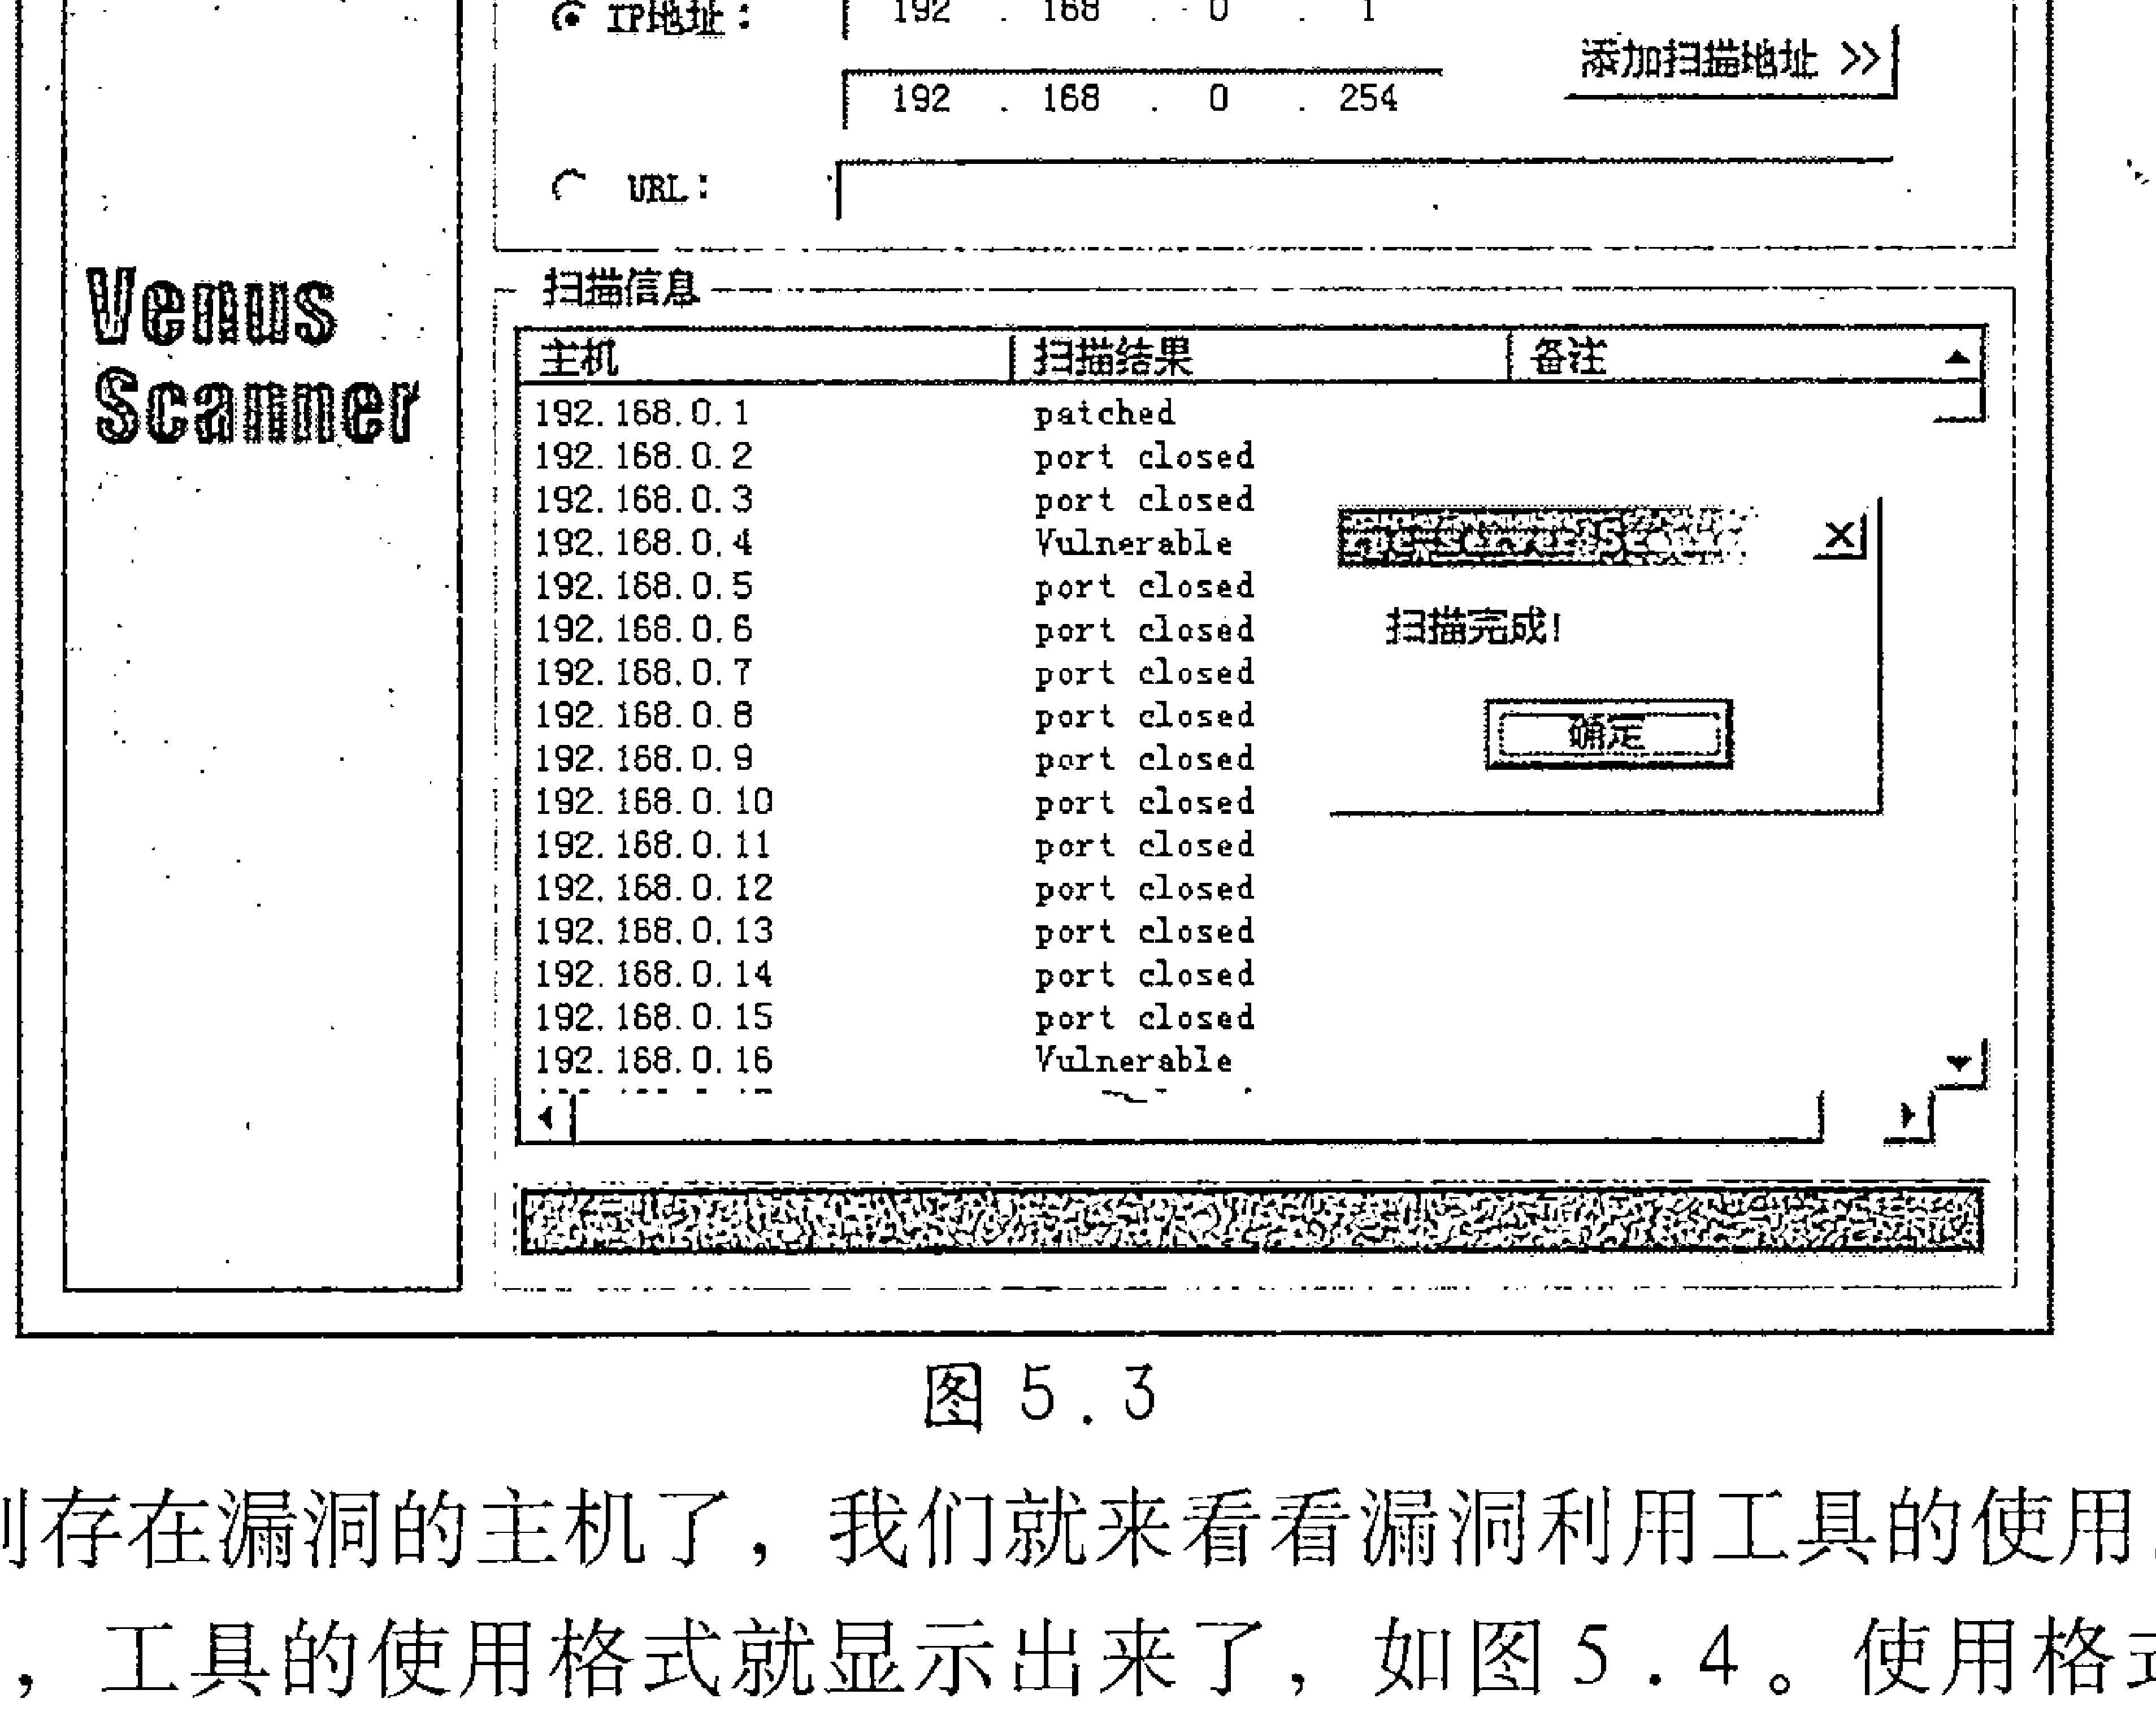 IP地址： 192 . 168 . 0 . 1
添加扫描地址 >>
192 . 168 . 0 . 254
URL：
Venus
Scanner
扫描信息
主机 扫描结果 备注
192.168.0.1 patched
192.168.0.2 port closed
192.168.0.3 port closed
192.168.0.4 Vulnerable
192.168.0.5 port closed
192.168.0.6 port closed
192.168.0.7 port closed
192.168.0.8 port closed
192.168.0.9 port closed
192.168.0.10 port closed
192.168.0.11 port closed
192.168.0.12 port closed
192.168.0.13 port closed
192.168.0.14 port closed
192.168.0.15 port closed
192.168.0.16 Vulnerable
扫描完成!
确定
图 5.3
存在漏洞的主机了，我们就来看看漏洞利用工具的使用
，工具的使用格式就显示出来了，如图 5.4。使用格